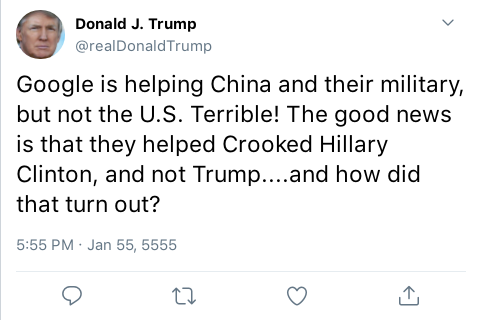 Donald J. Trump
@realDonaldTrump
Google is helping China and their military,
but not the U.S. Terrible! The good news
is that they helped Crooked Hillary
Clinton, and not Trump....and how did
that turn out?
5:55 PM · Jan 55, 5555